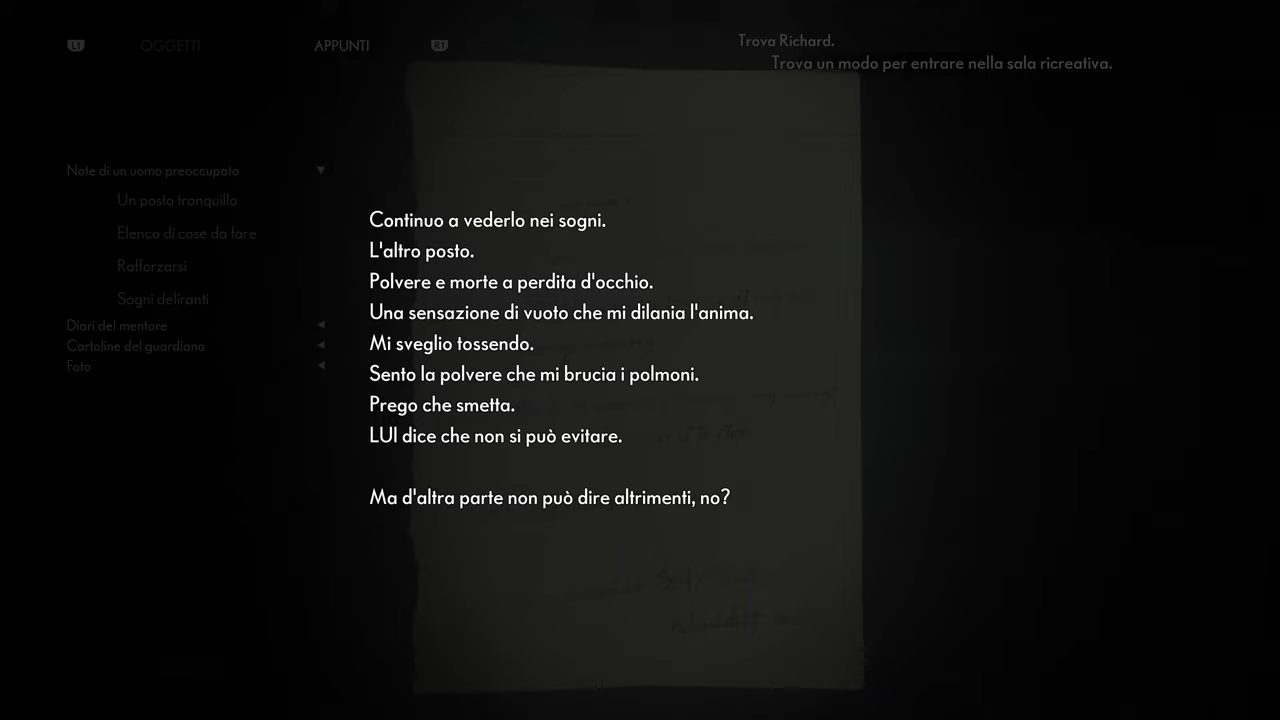 L1 OGGETTI APPUNTI R1
Trova Richard.
Trova un modo per entrare nella sala ricreativa.
Note di un uomo preoccupato
Un posto tranquillo
Elenco di cose da fare
Rafforzarsi
Sogni deliranti
Diari del mentore
Cartoline del guardiano
Foto
Continuo a vederlo nei sogni.
L'altro posto.
Polvere e morte a perdita d'occhio.
Una sensazione di vuoto che mi dilania l'anima.
Mi sveglio tossendo.
Sento la polvere che mi brucia i polmoni.
Prego che smetta.
LUI dice che non si può evitare.
Ma d'altra parte non può dire altrimenti, no?